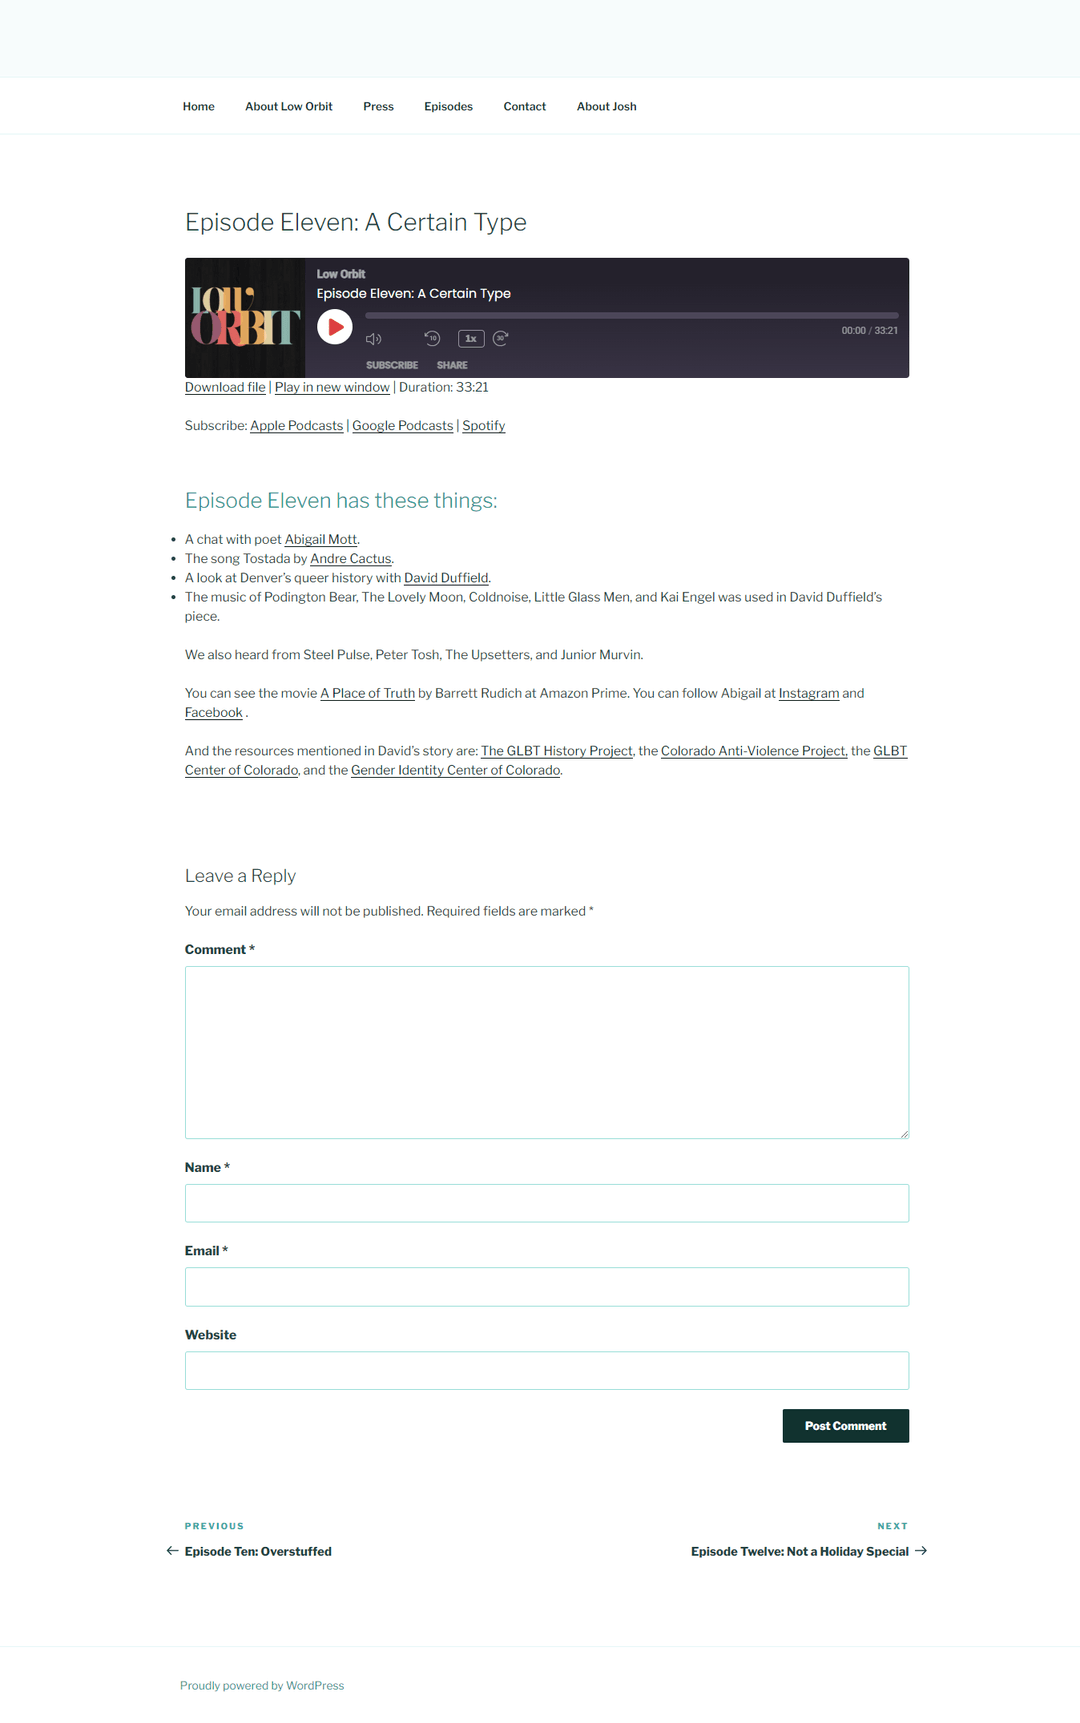 Home About Low Orbit Press Episodes Contact About Josh
Episode Eleven: A Certain Type
LOW ORBIT
Low Orbit
Episode Eleven: A Certain Type
10 1x 30
00:00 / 33:21
SUBSCRIBE SHARE
Download file | Play in new window | Duration: 33:21
Subscribe: Apple Podcasts | Google Podcasts | Spotify
Episode Eleven has these things:
• A chat with poet Abigail Mott.
• The song Tostada by Andre Cactus.
• A look at Denver’s queer history with David Duffield.
• The music of Podington Bear, The Lovely Moon, Coldnoise, Little Glass Men, and Kai Engel was used in David Duffield’s
piece.
We also heard from Steel Pulse, Peter Tosh, The Upsetters, and Junior Murvin.
You can see the movie A Place of Truth by Barrett Rudich at Amazon Prime. You can follow Abigail at Instagram and
Facebook .
And the resources mentioned in David’s story are: The GLBT History Project, the Colorado Anti-Violence Project, the GLBT
Center of Colorado, and the Gender Identity Center of Colorado.
Leave a Reply
Your email address will not be published. Required fields are marked *
Comment *
Name *
Email *
Website
Post Comment
PREVIOUS
← Episode Ten: Overstuffed
NEXT
Episode Twelve: Not a Holiday Special →
Proudly powered by WordPress